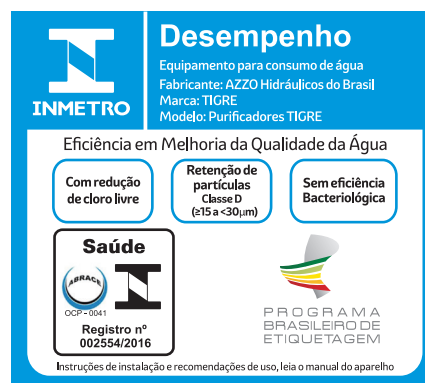 INMETRO
Desempenho
Equipamento para consumo de água
Fabricante: AZZO Hidráulicos do Brasil
Marca: TIGRE
Modelo: Purificadores TIGRE
Eficiência em Melhoria da Qualidade da Água
Com redução
de cloro livre
Retenção de
partículas
Classe D
(≥15 a <30μm)
Sem eficiência
Bacteriológica
Saúde
ABRACE
OCP - 0041
Registro nº
002554/2016
PROGRAMA
BRASILEIRO DE
ETIQUETAGEM
Instruções de instalação e recomendações de uso, leia o manual do aparelho